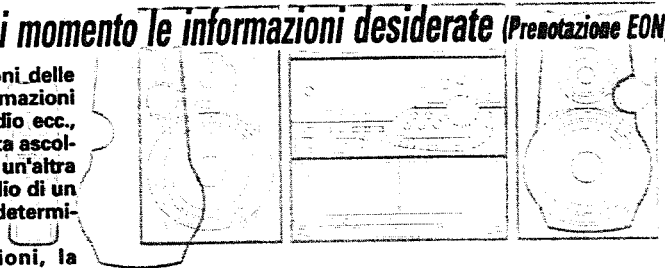 i momento le informazioni desiderate (Prenotazione EON
oni delle
mazioni
dio ecc.,
ta ascol-
un'altra
lio di un
determi-
ioni, la